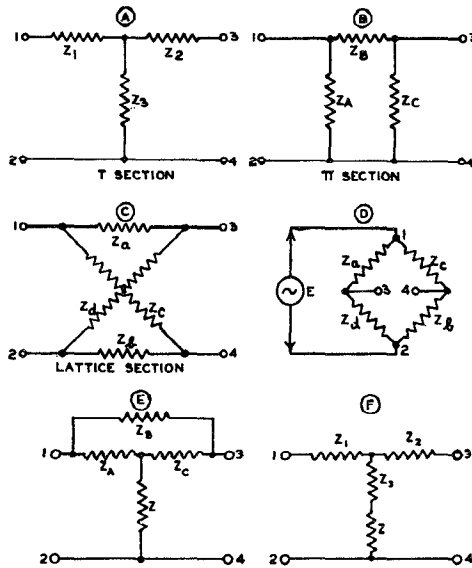 A B
1 Z1 Z2 3 1 ZB 3
Z3 ZA ZC
2 4 2 4
T SECTION π SECTION
C D
1 Za 3 1
Za Zc
E 3 4
Zd Zc Zd Zb
2 Zb 4 2
LATTICE SECTION
E F
ZB
1 ZA ZC 3 1 Z1 Z2 3
Z Z3
Z
2 4 2 4